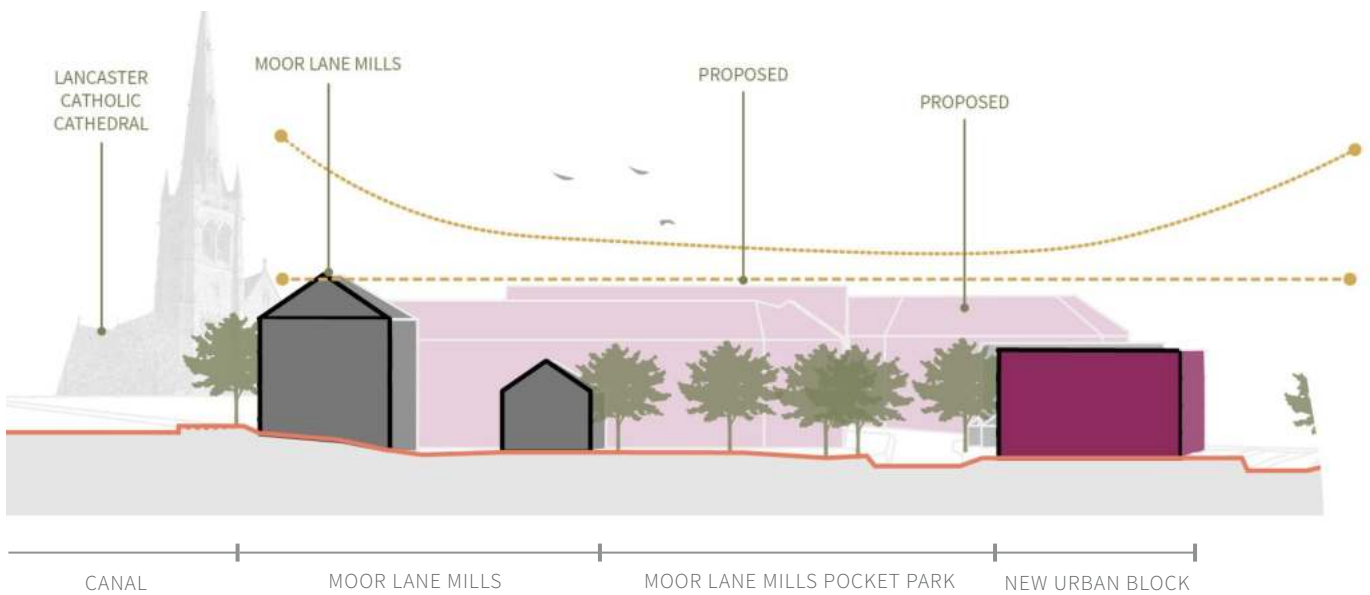 LANCASTER
CATHOLIC
CATHEDRAL
MOOR LANE MILLS
PROPOSED
PROPOSED
CANAL
MOOR LANE MILLS
MOOR LANE MILLS POCKET PARK
NEW URBAN BLOCK